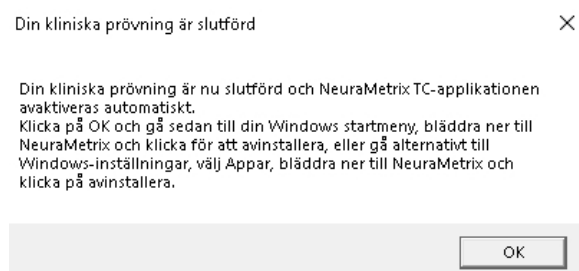 Din kliniska prövning är slutförd
Din kliniska prövning är nu slutförd och NeuraMetrix TC-applikationen
avaktiveras automatiskt.
Klicka på OK och gå sedan till din Windows startmeny, bläddra ner till
NeuraMetrix och klicka för att avinstallera, eller gå alternativt till
Windows-inställningar, välj Appar, bläddra ner till NeuraMetrix och
klicka på avinstallera.
OK